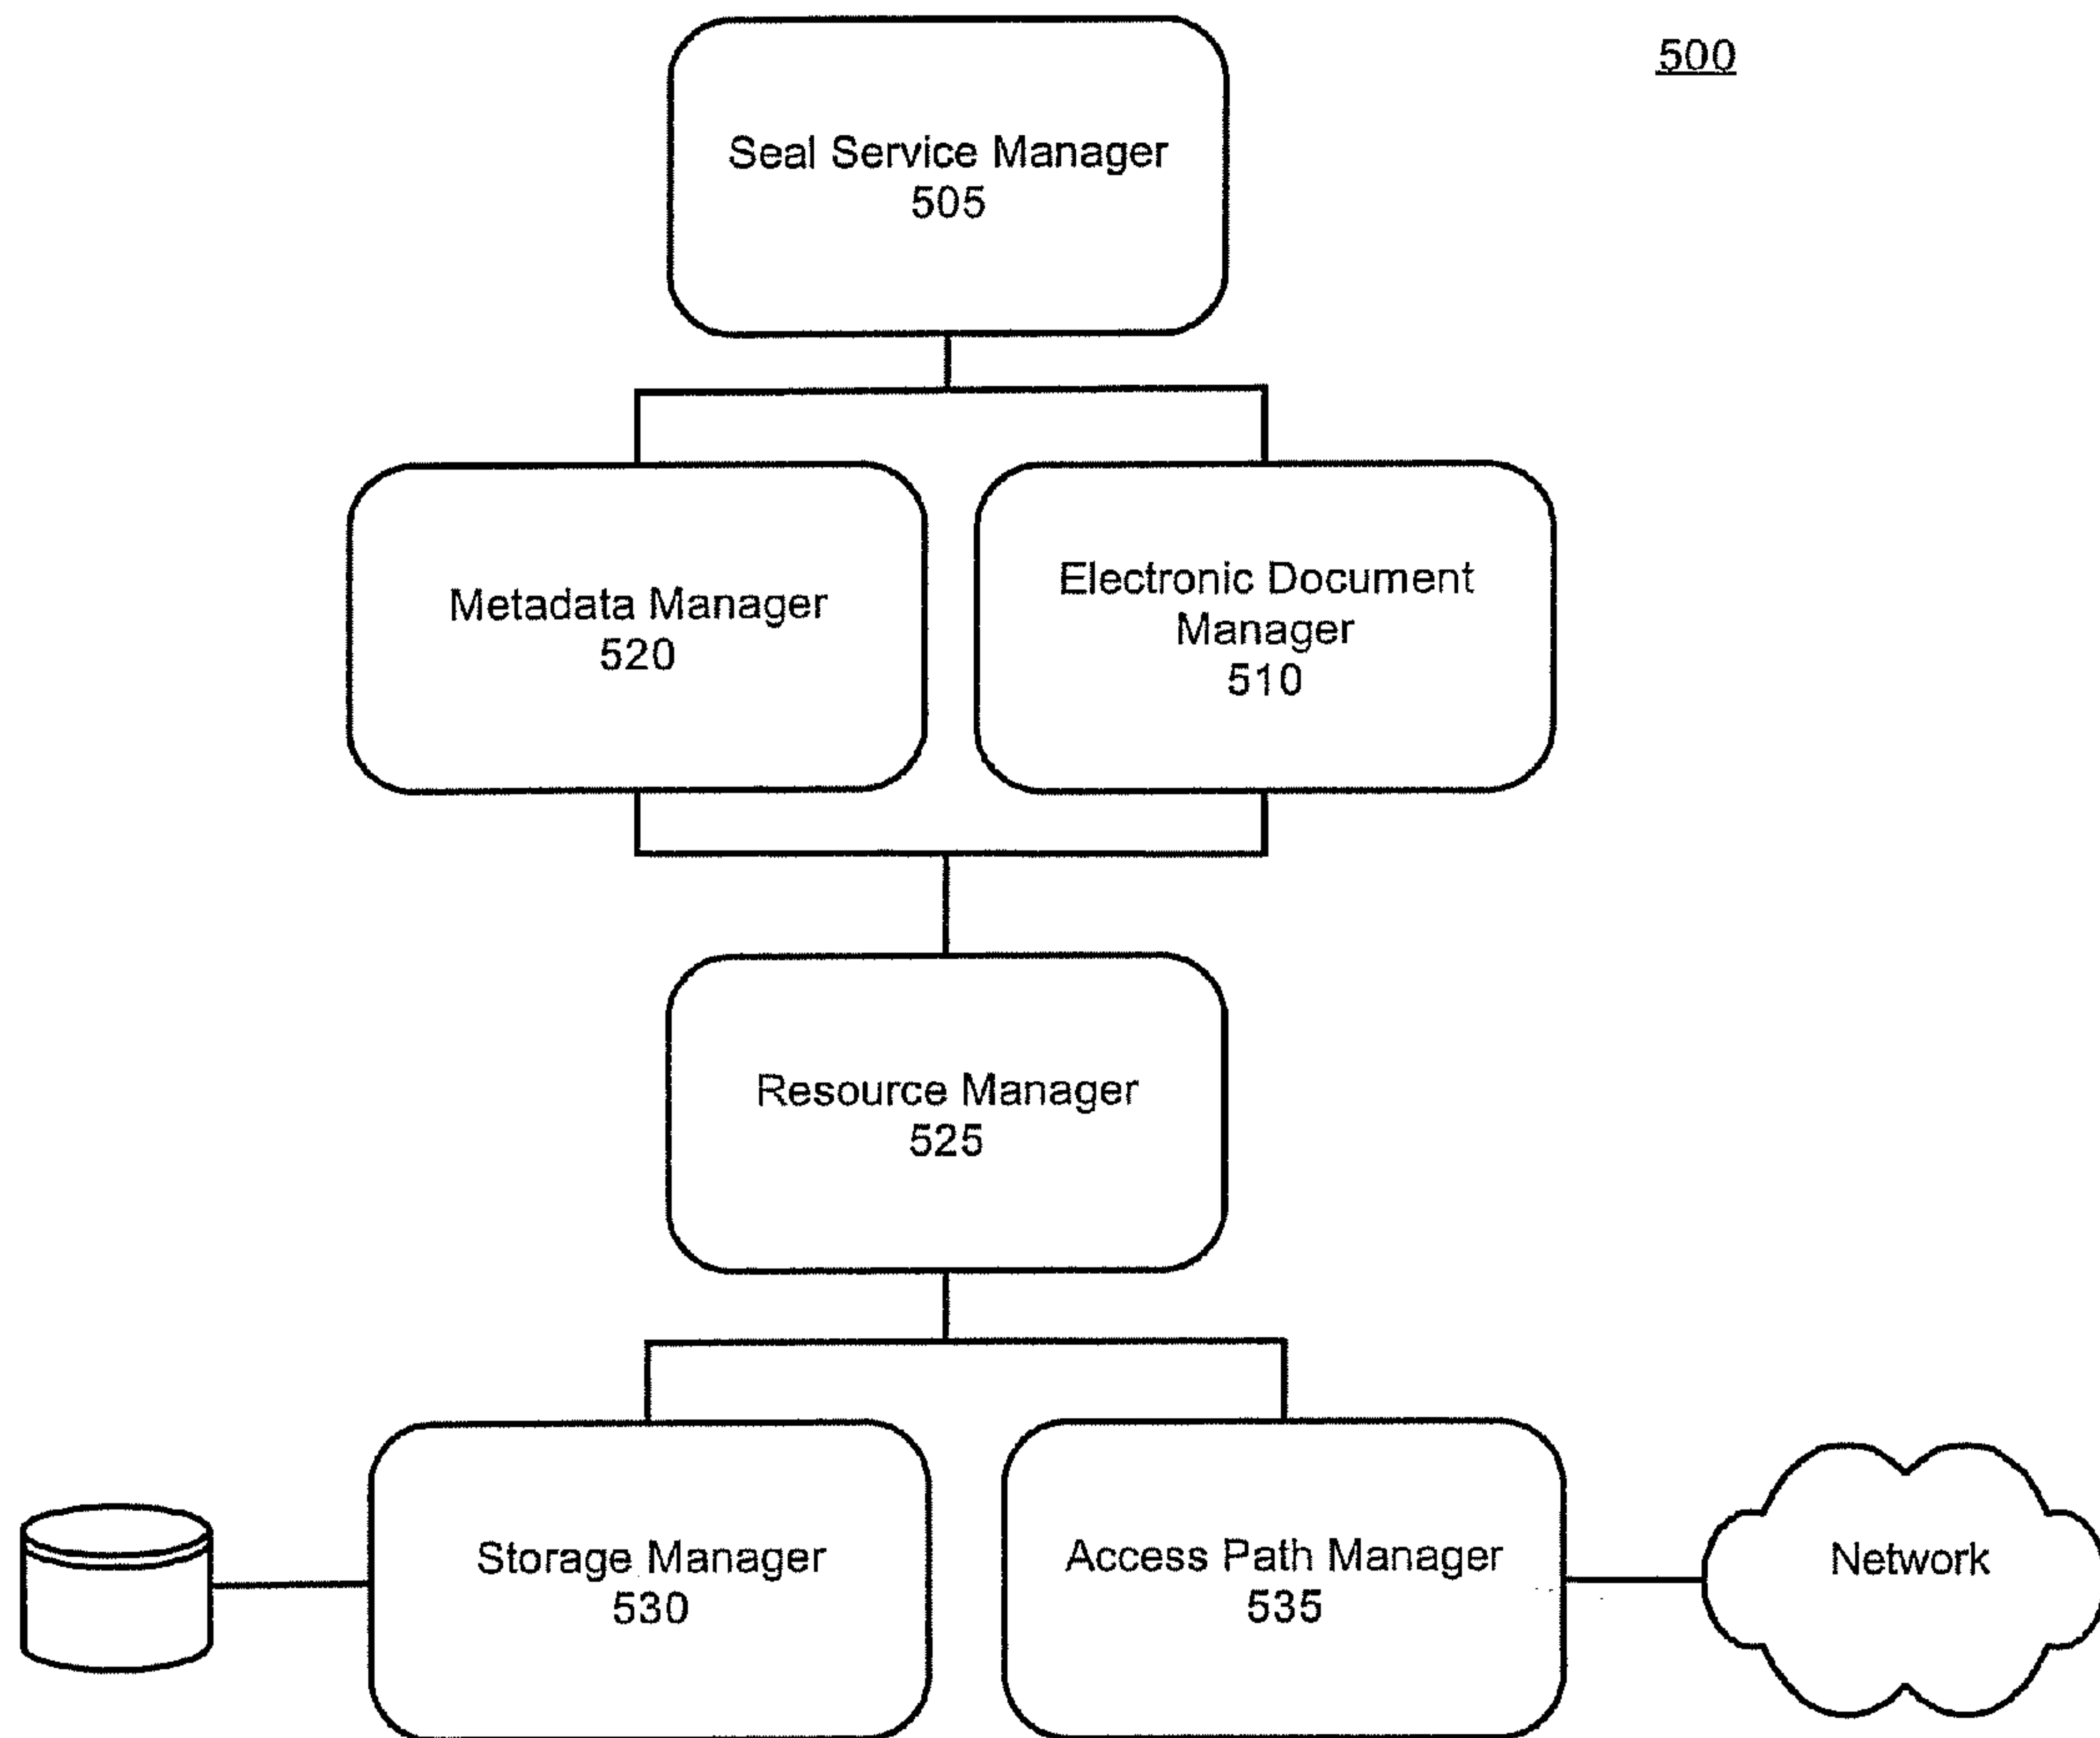 500
Seal Service Manager
505
Metadata Manager
520
Electronic Document
Manager
510
Resource Manager
525
Storage Manager
530
Access Path Manager
535
Network